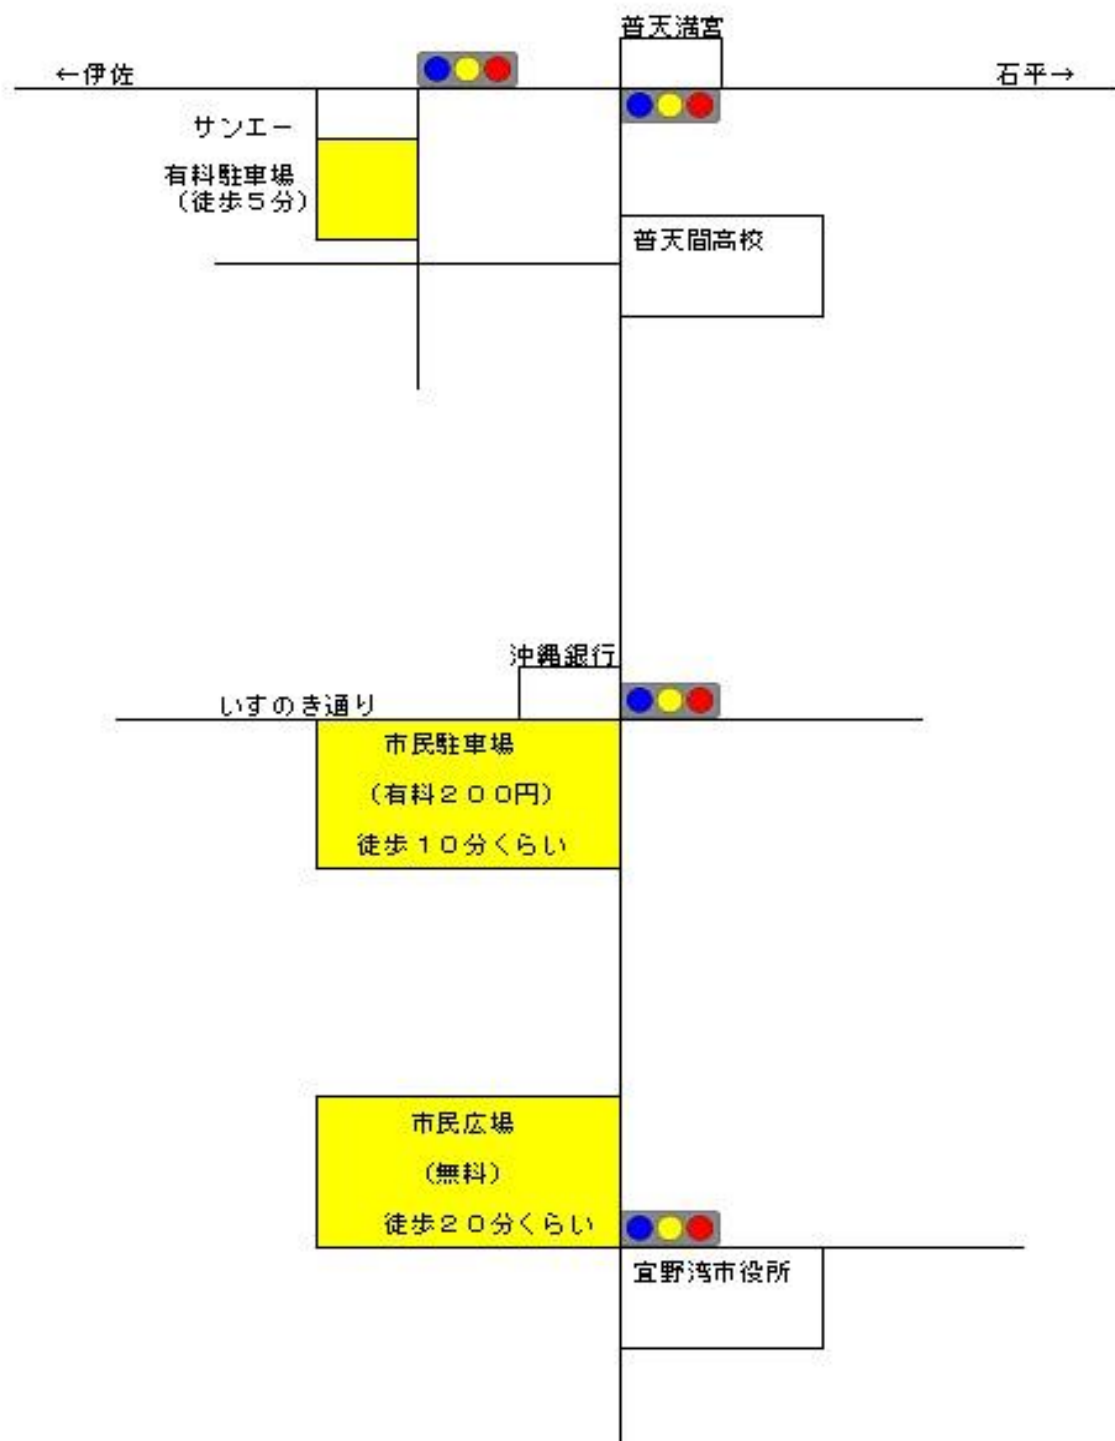 普天満宮
←伊佐
石平→
サンエー
有料駐車場
(徒歩5分)
普天間高校
沖縄銀行
いすのき通り
市民駐車場
(有料200円)
徒歩10分くらい
市民広場
(無料)
徒歩20分くらい
宜野湾市役所